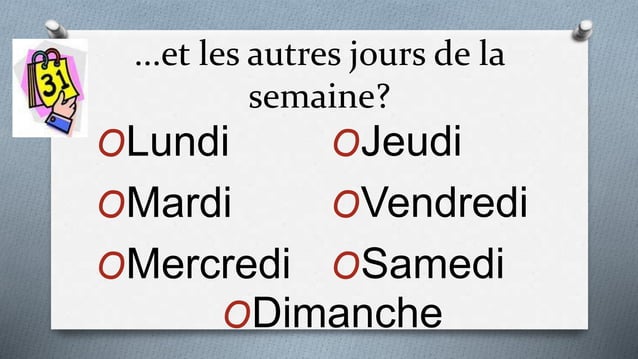 ...et les autres jours de la
semaine?
31
OLundi
OMardi
OMercredi
OJeudi
OVendredi
OSamedi
ODimanche